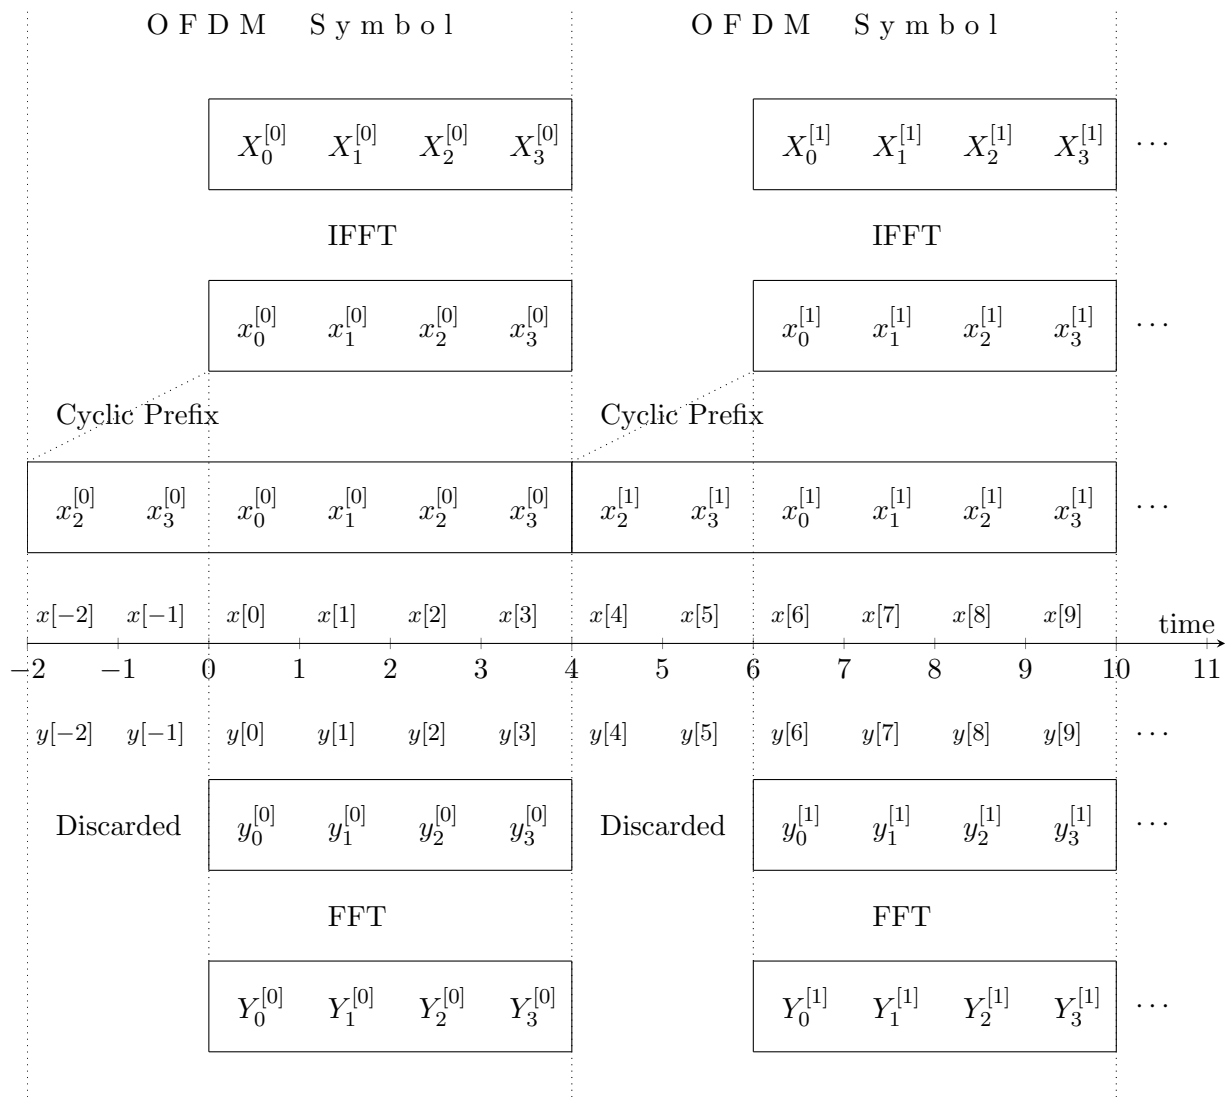 O F D M S y m b o l O F D M S y m b o l
X_0^{[0]} X_1^{[0]} X_2^{[0]} X_3^{[0]} X_0^{[1]} X_1^{[1]} X_2^{[1]} X_3^{[1]} ⋯
IFFT IFFT
x_0^{[0]} x_1^{[0]} x_2^{[0]} x_3^{[0]} x_0^{[1]} x_1^{[1]} x_2^{[1]} x_3^{[1]} ⋯
Cyclic Prefix Cyclic Prefix
x_2^{[0]} x_3^{[0]} x_0^{[0]} x_1^{[0]} x_2^{[0]} x_3^{[0]} x_2^{[1]} x_3^{[1]} x_0^{[1]} x_1^{[1]} x_2^{[1]} x_3^{[1]} ⋯
x[−2] x[−1] x[0] x[1] x[2] x[3] x[4] x[5] x[6] x[7] x[8] x[9] time
−2 −1 0 1 2 3 4 5 6 7 8 9 10 11
y[−2] y[−1] y[0] y[1] y[2] y[3] y[4] y[5] y[6] y[7] y[8] y[9] ⋯
Discarded y_0^{[0]} y_1^{[0]} y_2^{[0]} y_3^{[0]} Discarded y_0^{[1]} y_1^{[1]} y_2^{[1]} y_3^{[1]} ⋯
FFT FFT
Y_0^{[0]} Y_1^{[0]} Y_2^{[0]} Y_3^{[0]} Y_0^{[1]} Y_1^{[1]} Y_2^{[1]} Y_3^{[1]} ⋯